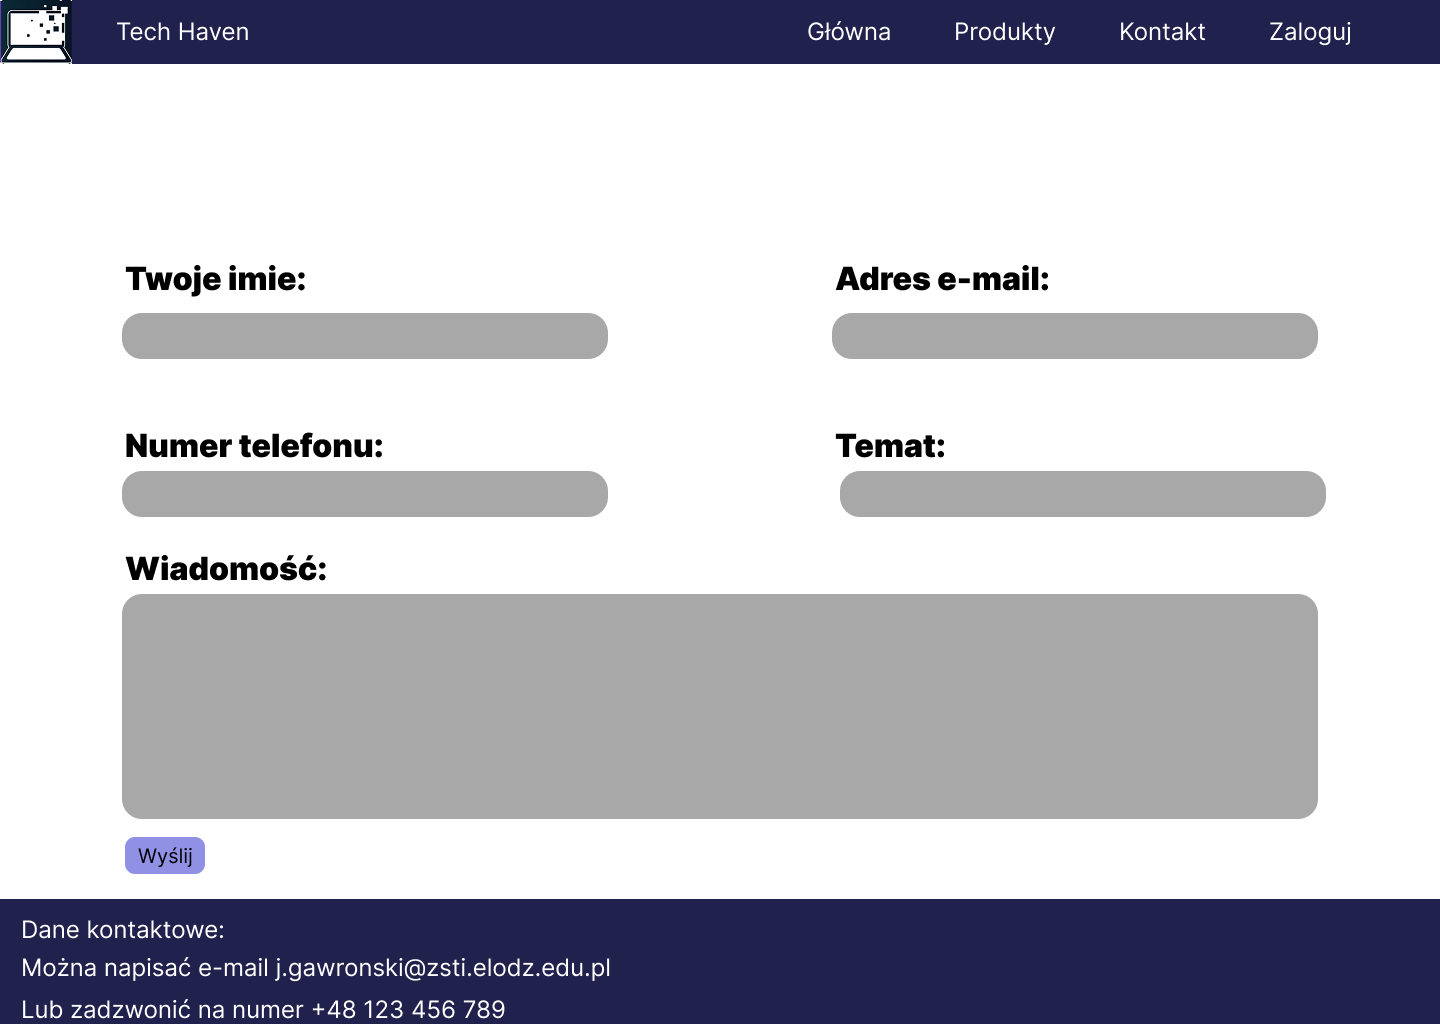 Tech Haven Główna Produkty Kontakt Zaloguj
Twoje imie: Adres e-mail:
Numer telefonu: Temat:
Wiadomość:
Wyślij
Dane kontaktowe:
Można napisać e-mail j.gawronski@zsti.elodz.edu.pl
Lub zadzwonić na numer +48 123 456 789